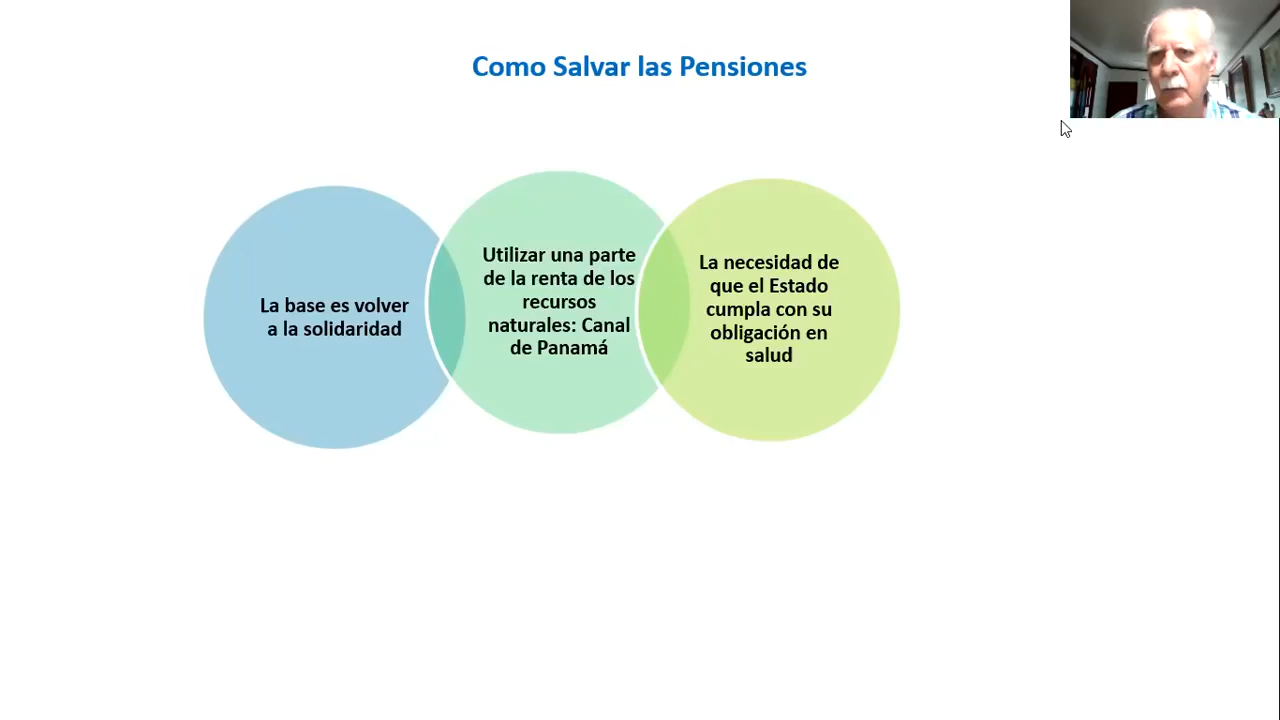 Como Salvar las Pensiones
La base es volver
a la solidaridad
Utilizar una parte
de la renta de los
recursos
naturales: Canal
de Panamá
La necesidad de
que el Estado
cumpla con su
obligación en
salud